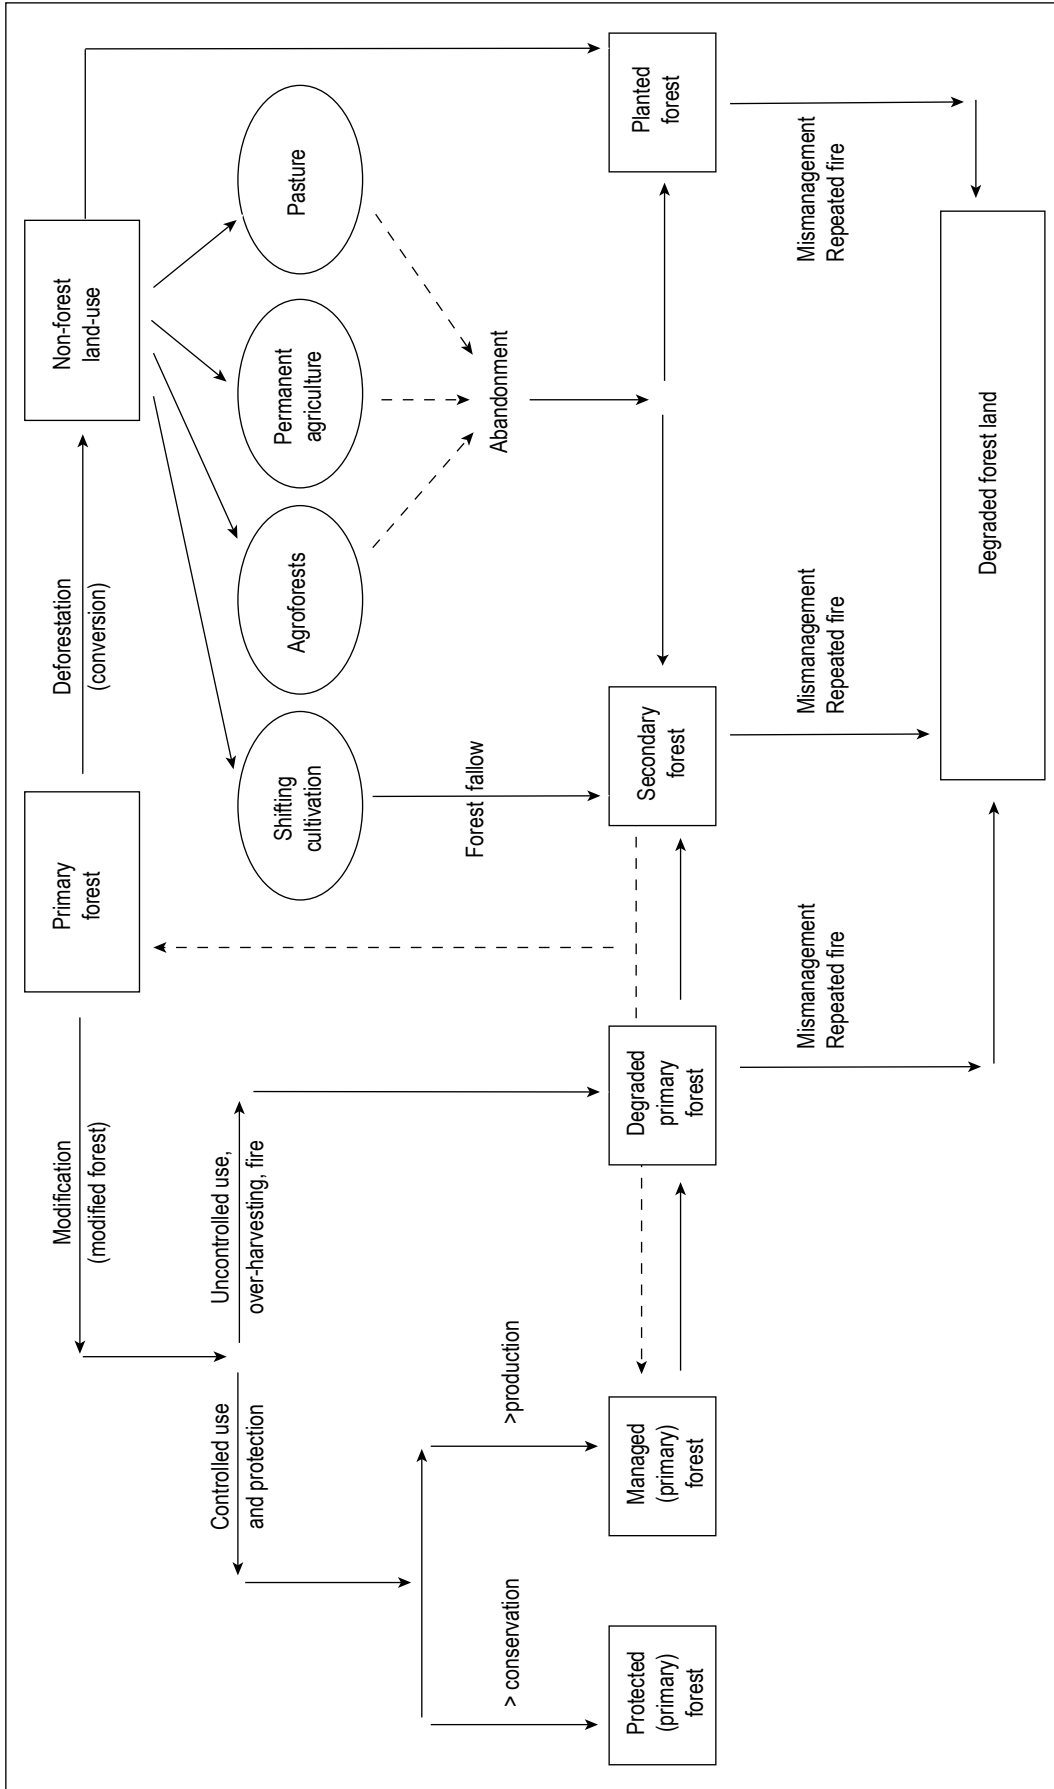 Primary
forest
Non-forest
land-use
Modification
(modified forest)
Deforestation
(conversion)
Controlled use
and protection
Uncontrolled use,
over-harvesting, fire
Shifting
cultivation
Agroforests
Permanent
agriculture
Pasture
> conservation
>production
Forest fallow
Abandonment
Protected
(primary)
forest
Managed
(primary)
forest
Degraded
primary
forest
Secondary
forest
Planted
forest
Mismanagement
Repeated fire
Mismanagement
Repeated fire
Mismanagement
Repeated fire
Degraded forest land